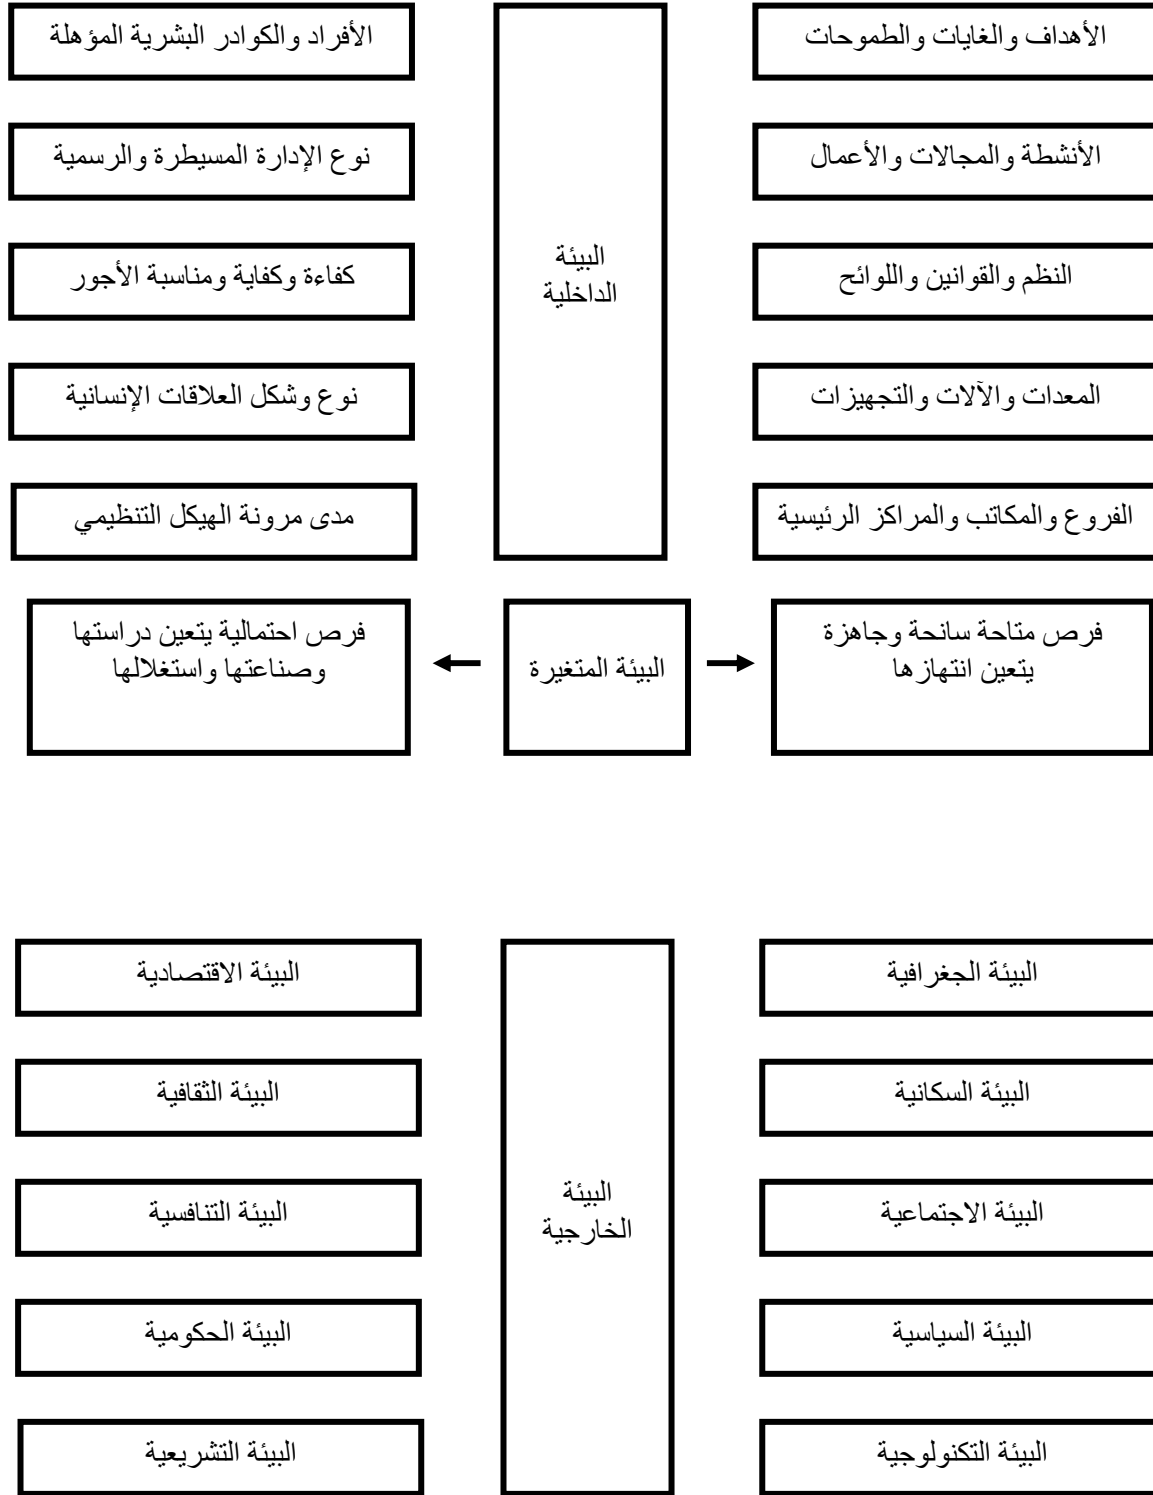 الأهداف والغايات والطموحات
الأفراد والكوادر البشرية المؤهلة
الأنشطة والمجالات والأعمال
نوع الإدارة المسيطرة والرسمية
البيئة
الداخلية
النظم والقوانين واللوائح
كفاءة وكفاية ومناسبة الأجور
المعدات والآلات والتجهيزات
نوع وشكل العلاقات الإنسانية
الفروع والمكاتب والمراكز الرئيسية
مدى مرونة الهيكل التنظيمي
فرص متاحة سانحة وجاهزة
يتعين انتهازها
البيئة المتغيرة
فرص احتمالية يتعين دراستها
وصناعتها واستغلالها
البيئة الجغرافية
البيئة الاقتصادية
البيئة السكانية
البيئة الثقافية
البيئة
الخارجية
البيئة الاجتماعية
البيئة التنافسية
البيئة السياسية
البيئة الحكومية
البيئة التكنولوجية
البيئة التشريعية